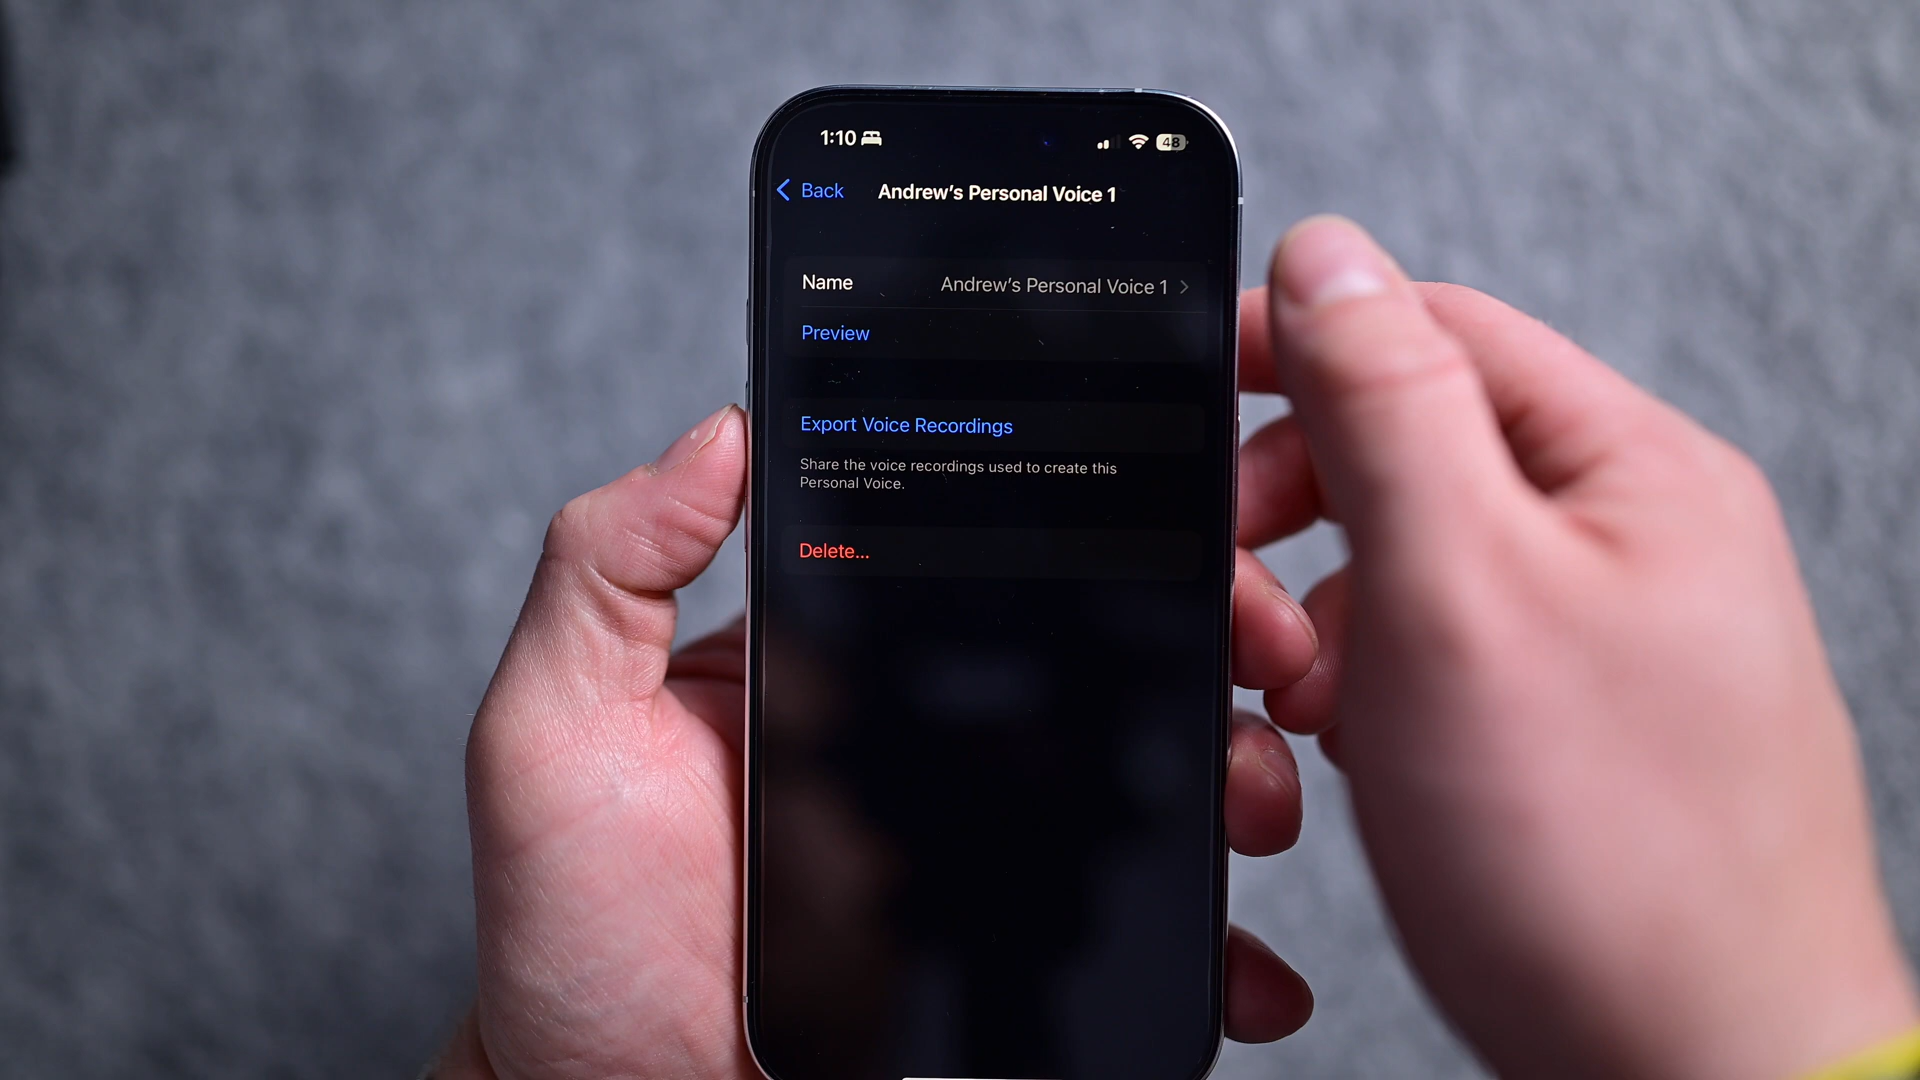 1:10
48
Back
Andrew's Personal Voice 1
Name
Andrew's Personal Voice 1
Preview
Export Voice Recordings
Share the voice recordings used to create this
Personal Voice.
Delete...